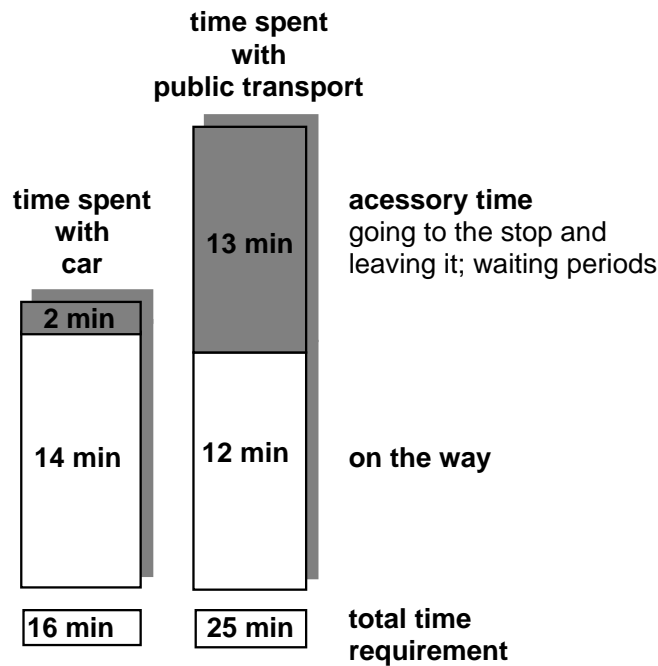 time spent
with
public transport
time spent
with
car
acessory time
going to the stop and
leaving it; waiting periods
13 min
2 min
14 min
12 min
on the way
16 min
25 min
total time
requirement